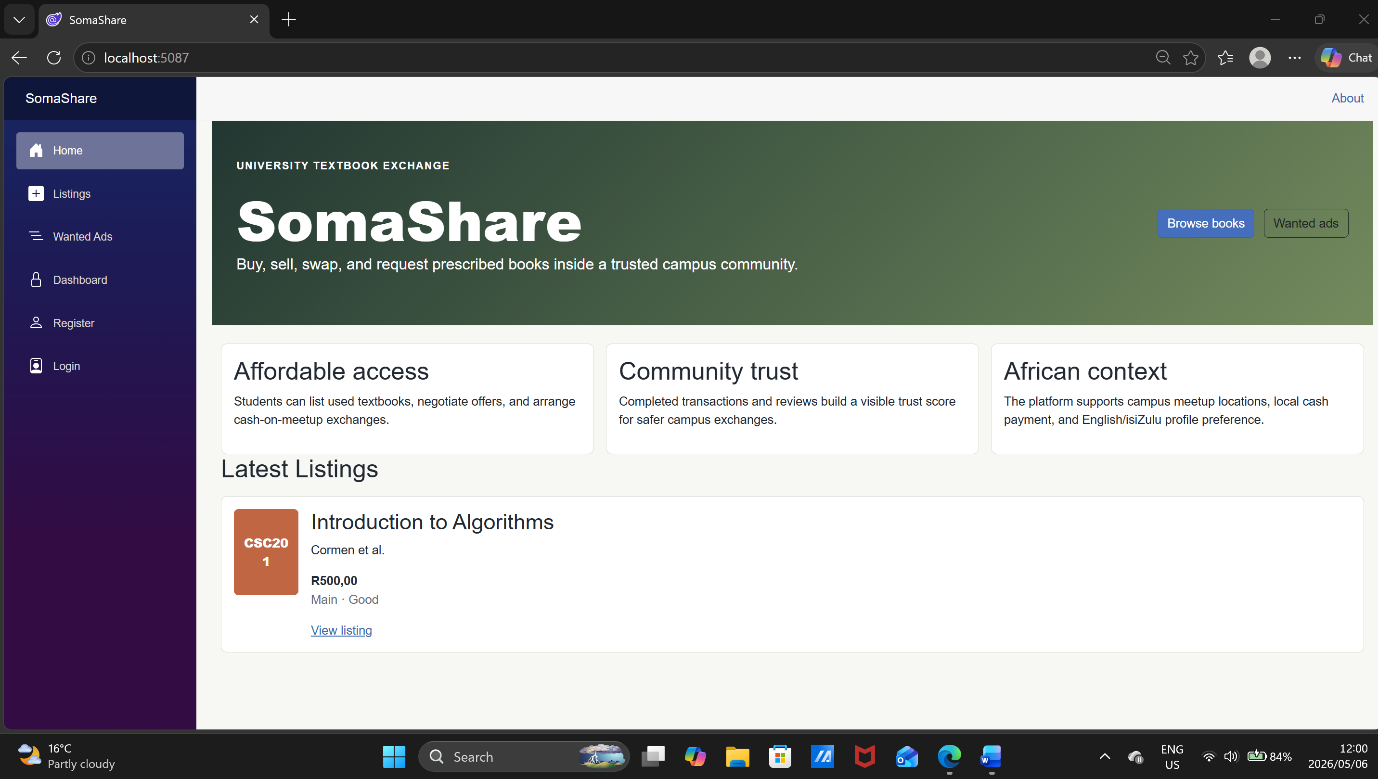 SomaShare
localhost:5087
Chat
SomaShare
About
Home
Listings
Wanted Ads
Dashboard
Register
Login
UNIVERSITY TEXTBOOK EXCHANGE
SomaShare
Buy, sell, swap, and request prescribed books inside a trusted campus community.
Browse books
Wanted ads
Affordable access
Students can list used textbooks, negotiate offers, and arrange
cash-on-meetup exchanges.
Community trust
Completed transactions and reviews build a visible trust score
for safer campus exchanges.
African context
The platform supports campus meetup locations, local cash
payment, and English/isiZulu profile preference.
Latest Listings
CSC20
1
Introduction to Algorithms
Cormen et al.
R500,00
Main · Good
View listing
16°C
Partly cloudy
Search
ENG
US
84%
12:00
2026/05/06